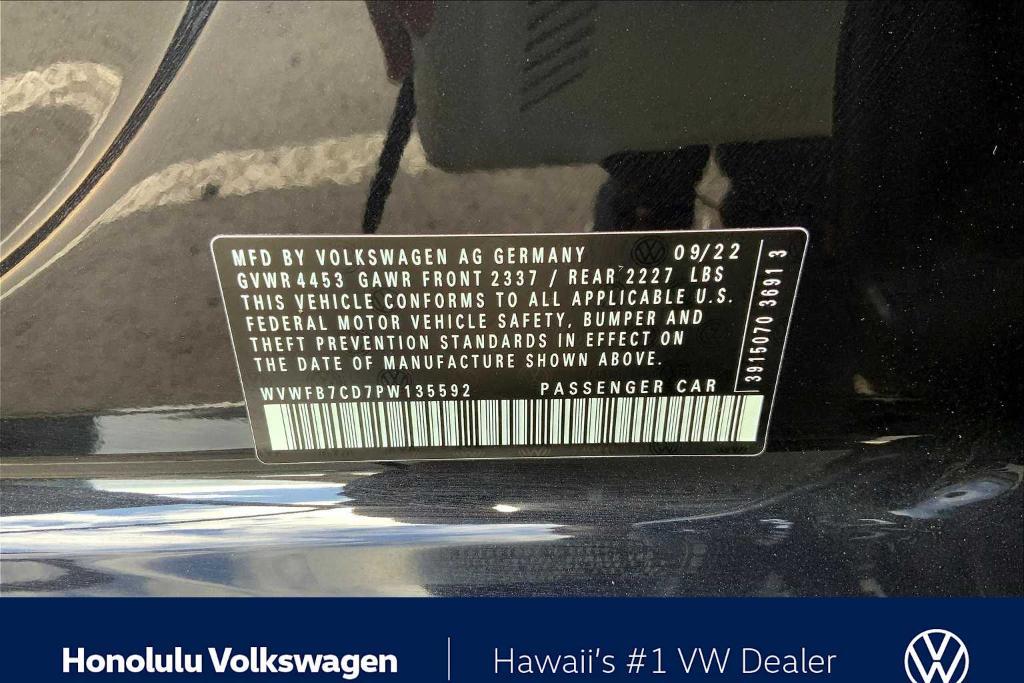 MFD BY VOLKSWAGEN AG GERMANY 09/22
GVWR 4453 GAWR FRONT 2337 / REAR 2227 LBS
THIS VEHICLE CONFORMS TO ALL APPLICABLE U.S.
FEDERAL MOTOR VEHICLE SAFETY, BUMPER AND
THEFT PREVENTION STANDARDS IN EFFECT ON
THE DATE OF MANUFACTURE SHOWN ABOVE.
WVWFB7CD7PW135592 PASSENGER CAR
3915070 3691 3
Honolulu Volkswagen
Hawaii's #1 VW Dealer